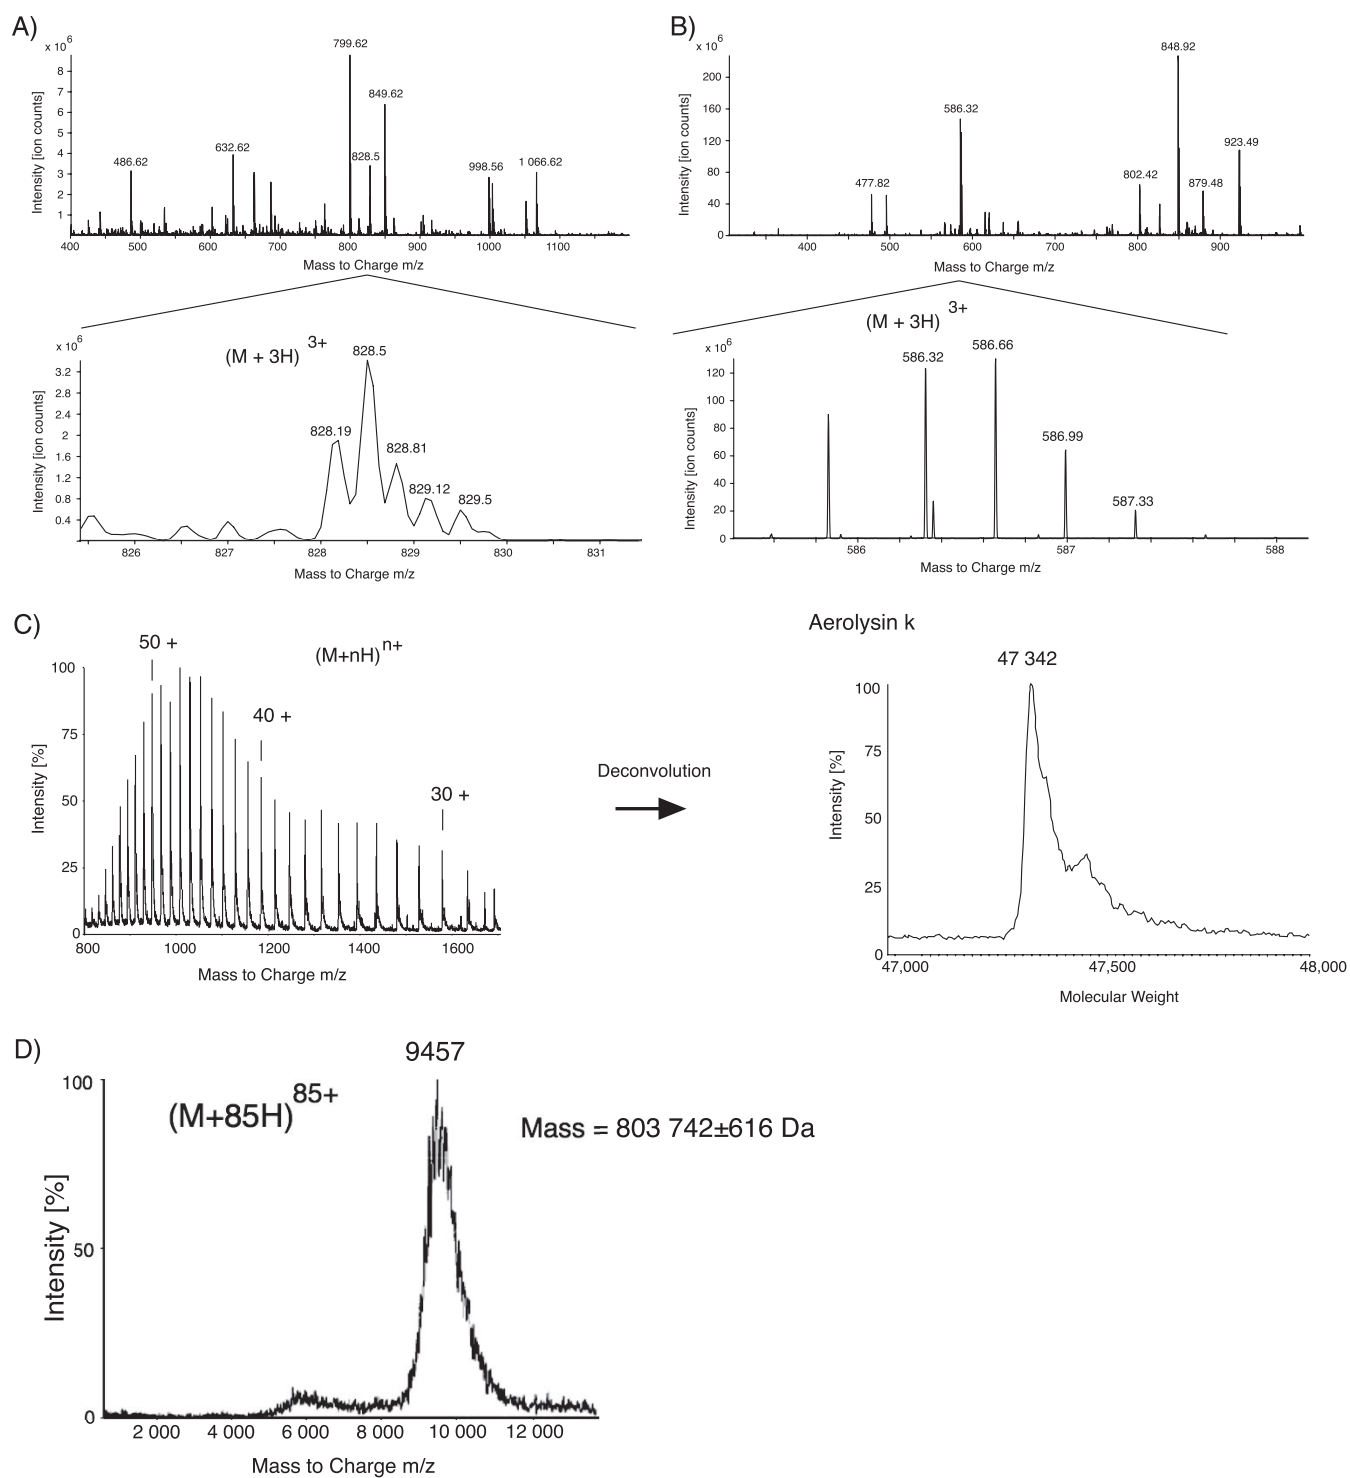 A)
x 10 6
799.62
849.62
632.62
828.5
486.62
998.56
1 066.62
8
7
6
5
4
3
2
1
Intensity [ion counts]
400 500 600 700 800 900 1000 1100
Mass to Charge m/z
(M + 3H) 3+
x 10 6
828.5
828.19
828.81
829.12
829.5
3.2
2.8
2.4
2
1.6
1.2
0.8
0.4
Intensity [ion counts]
826 827 828 829 830 831
Mass to Charge m/z
B)
x 10 6
848.92
586.32
923.49
802.42
879.48
477.82
200
160
120
80
40
0
Intensity [ion counts]
400 500 600 700 800 900
Mass to Charge m/z
(M + 3H) 3+
x 10 6
586.32
586.66
586.99
587.33
120
100
80
60
40
20
0
Intensity [ion counts]
586 587 588
Mass to Charge m/z
C)
50 +
(M+nH)n+
40 +
30 +
100
75
50
25
0
Intensity [%]
800 1000 1200 1400 1600
Mass to Charge m/z
Deconvolution
Aerolysin k
47 342
100
75
50
25
0
Intensity [%]
47,000 47,500 48,000
Molecular Weight
D)
9457
(M+85H)85+
Mass = 803 742±616 Da
100
50
0
Intensity [%]
2 000 4 000 6 000 8 000 10 000 12 000
Mass to Charge m/z